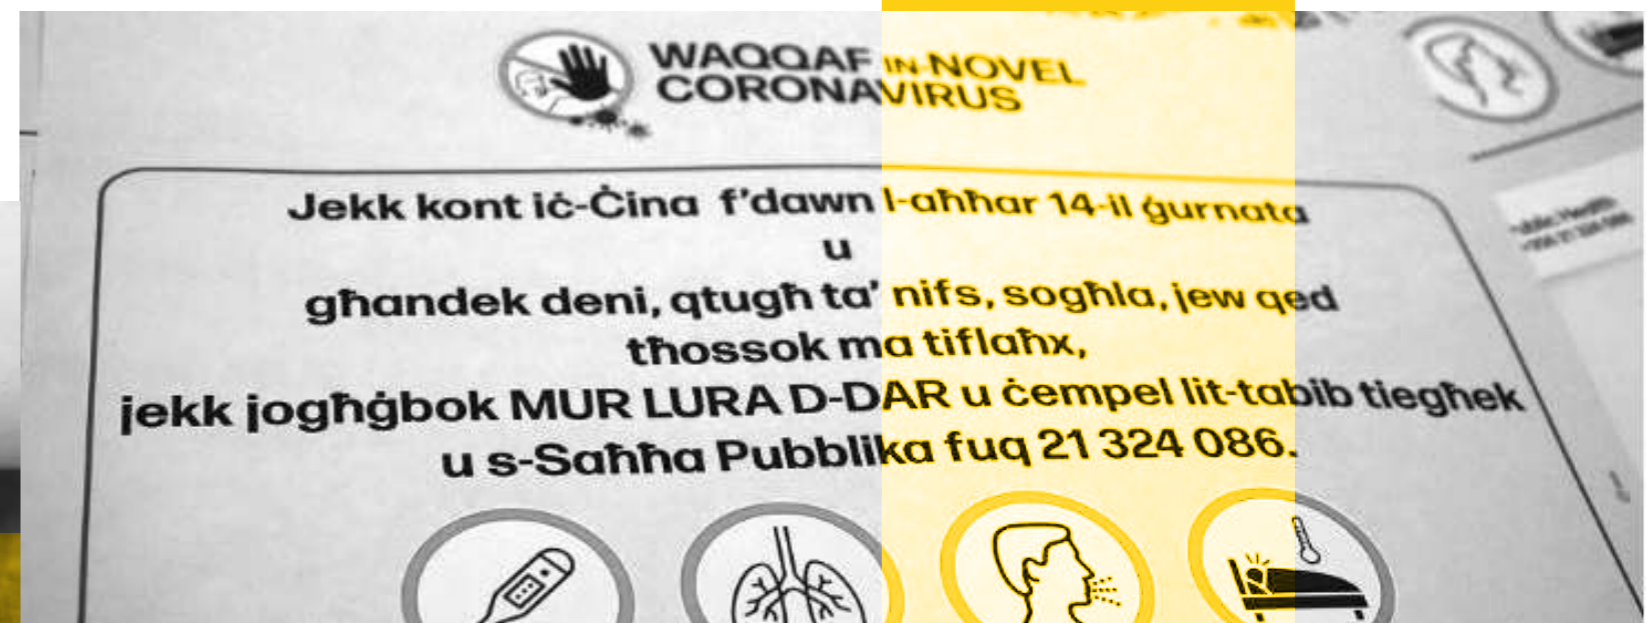 WAQQAF IN-NOVEL
CORONAVIRUS
Jekk kont iċ-Ċina f'dawn l-aħħar 14-il ġurnata
u
għandek deni, qtugħ ta' nifs, sogħla, jew qed
tħossok ma tiflaħx,
jekk jogħġbok MUR LURA D-DAR u ċempel lit-tabib tiegħek
u s-Saħħa Pubblika fuq 21 324 086.
Health